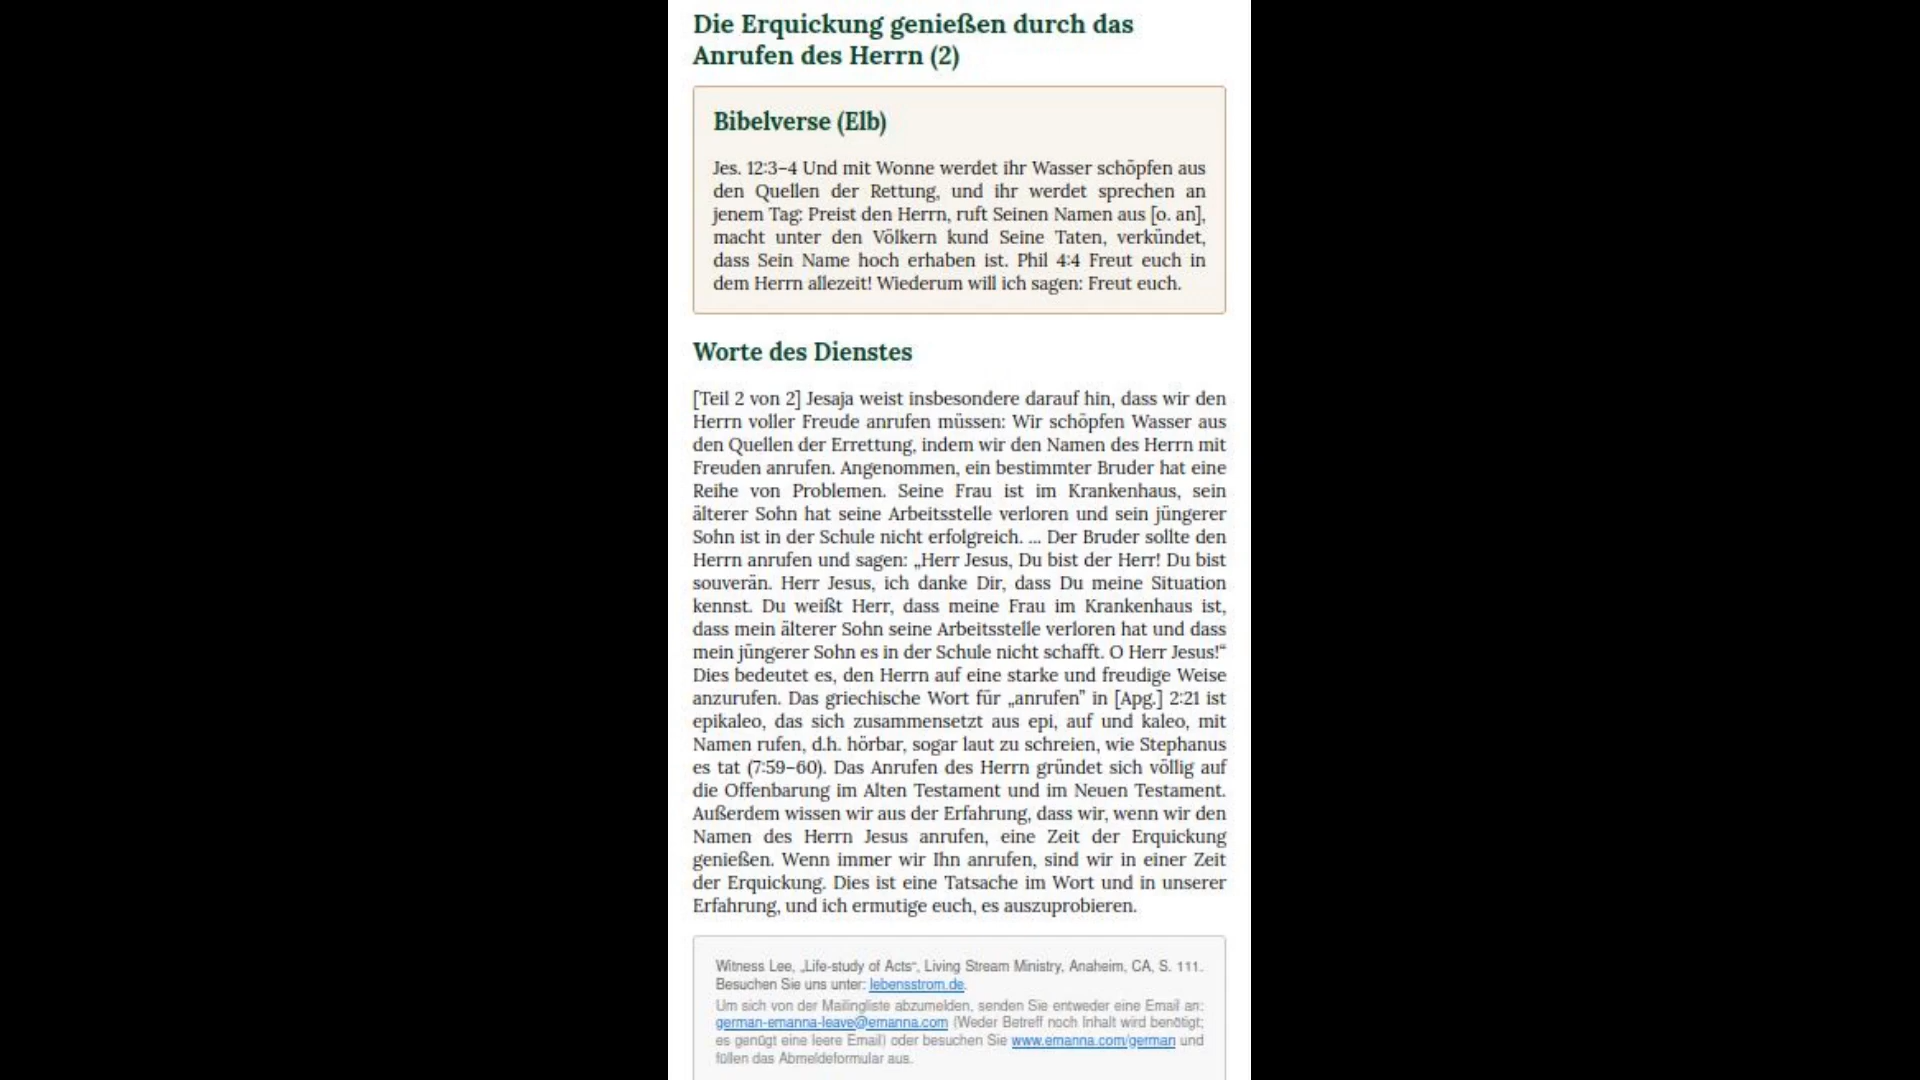 Die Erquickung genießen durch das
Anrufen des Herrn (2)
Bibelverse (Elb)
Jes. 12:3–4 Und mit Wonne werdet ihr Wasser schöpfen aus
den Quellen der Rettung, und ihr werdet sprechen an
jenem Tag: Preist den Herrn, ruft Seinen Namen aus [o. an],
macht unter den Völkern kund Seine Taten, verkündet,
dass Sein Name hoch erhaben ist. Phil 4:4 Freut euch in
dem Herrn allezeit! Wiederum will ich sagen: Freut euch.
Worte des Dienstes
[Teil 2 von 2] Jesaja weist insbesondere darauf hin, dass wir den
Herrn voller Freude anrufen müssen: Wir schöpfen Wasser aus
den Quellen der Errettung, indem wir den Namen des Herrn mit
Freuden anrufen. Angenommen, ein bestimmter Bruder hat eine
Reihe von Problemen. Seine Frau ist im Krankenhaus, sein
älterer Sohn hat seine Arbeitsstelle verloren und sein jüngerer
Sohn ist in der Schule nicht erfolgreich. ... Der Bruder sollte den
Herrn anrufen und sagen: „Herr Jesus, Du bist der Herr! Du bist
souverän. Herr Jesus, ich danke Dir, dass Du meine Situation
kennst. Du weißt Herr, dass meine Frau im Krankenhaus ist,
dass mein älterer Sohn seine Arbeitsstelle verloren hat und dass
mein jüngerer Sohn es in der Schule nicht schafft. O Herr Jesus!“
Dies bedeutet es, den Herrn auf eine starke und freudige Weise
anzurufen. Das griechische Wort für „anrufen” in [Apg.] 2:21 ist
epikaleo, das sich zusammensetzt aus epi, auf und kaleo, mit
Namen rufen, d.h. hörbar, sogar laut zu schreien, wie Stephanus
es tat (7:59–60). Das Anrufen des Herrn gründet sich völlig auf
die Offenbarung im Alten Testament und im Neuen Testament.
Außerdem wissen wir aus der Erfahrung, dass wir, wenn wir den
Namen des Herrn Jesus anrufen, eine Zeit der Erquickung
genießen. Wenn immer wir Ihn anrufen, sind wir in einer Zeit
der Erquickung. Dies ist eine Tatsache im Wort und in unserer
Erfahrung, und ich ermutige euch, es auszuprobieren.
Witness Lee, „Life-study of Acts“, Living Stream Ministry, Anaheim, CA, S. 111.
Besuchen Sie uns unter: lebensstrom.de.
Um sich von der Mailingliste abzumelden, senden Sie entweder eine Email an:
german-emanna-leave@emanna.com (Weder Betreff noch Inhalt wird benötigt;
es genügt eine leere Email) oder besuchen Sie www.emanna.com/german und
füllen das Abmeldeformular aus.